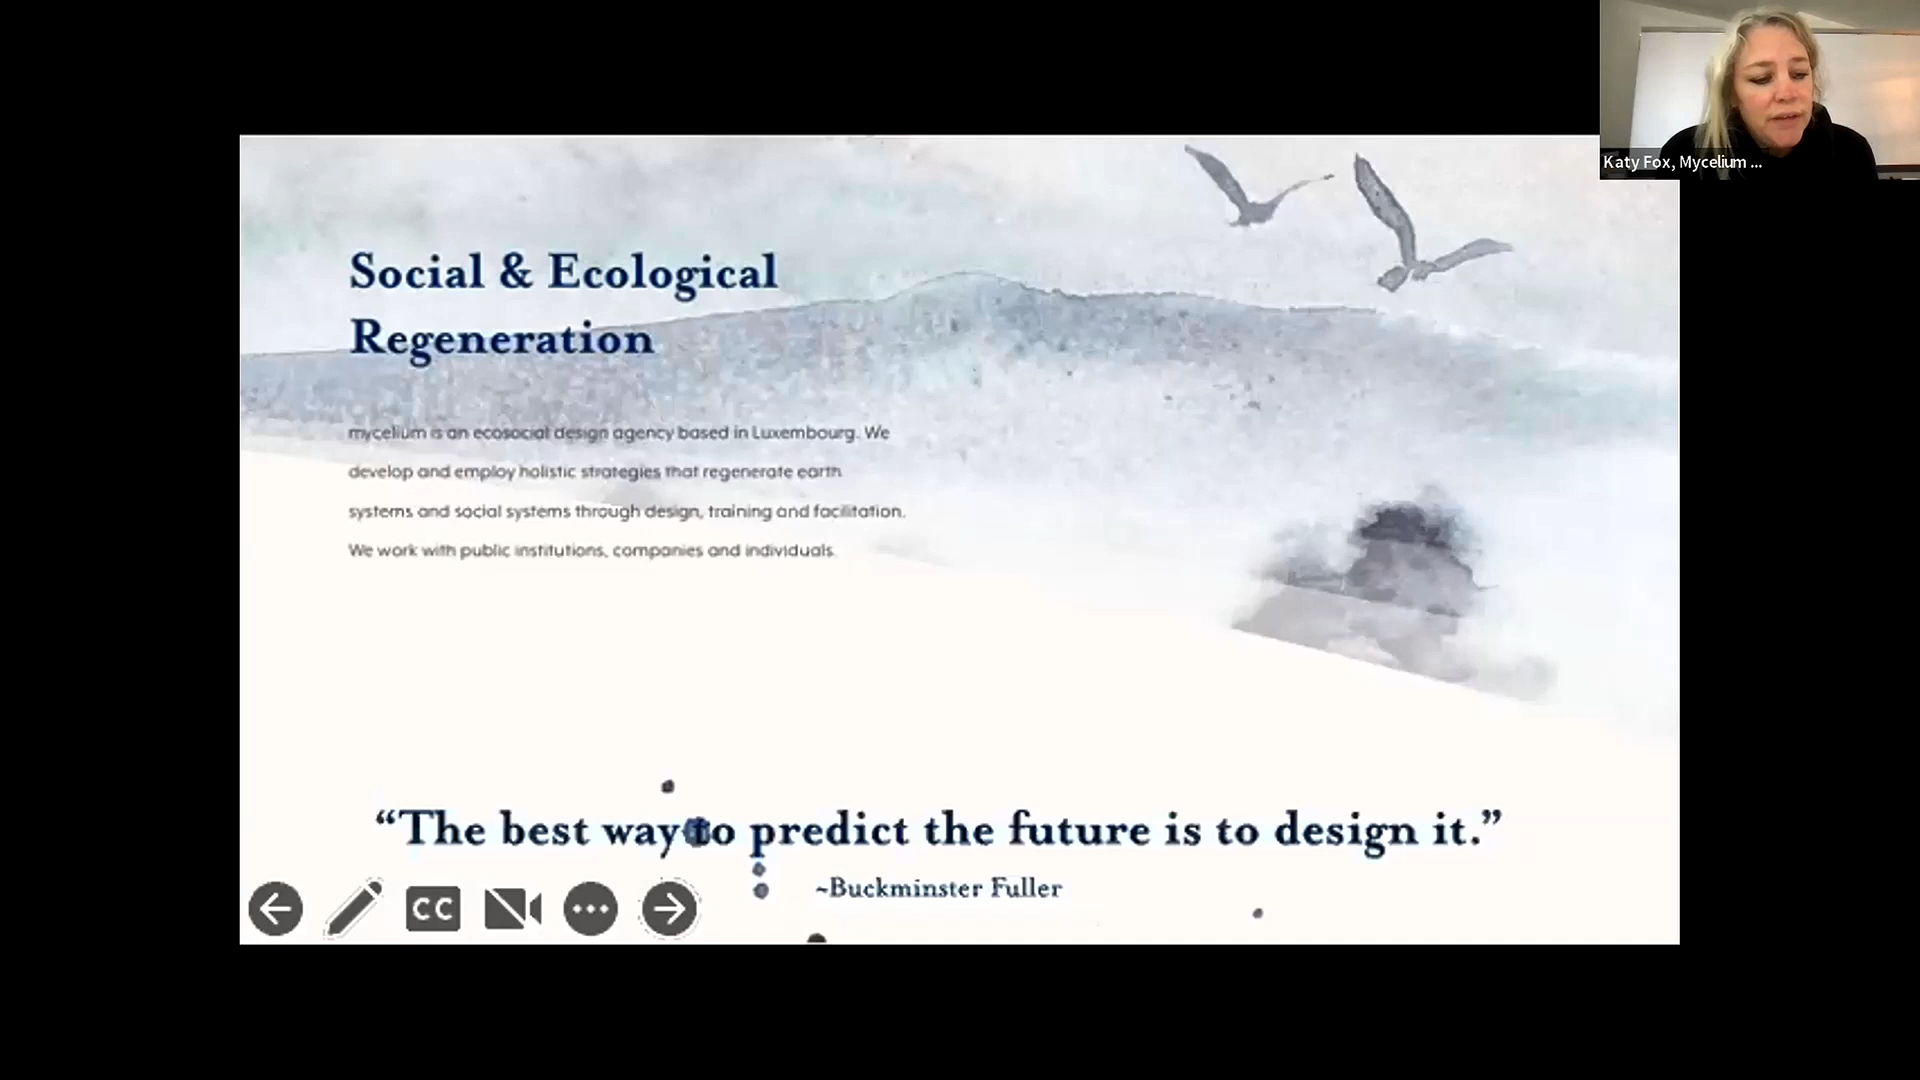 Katy Fox, Mycelium ...
Social & Ecological
Regeneration
mycelium is an ecosocial design agency based in Luxembourg. We
develop and employ holistic strategies that regenerate earth
systems and social systems through design, training and facilitation.
We work with public institutions, companies and individuals.
“The best way to predict the future is to design it.”
~Buckminster Fuller
CC